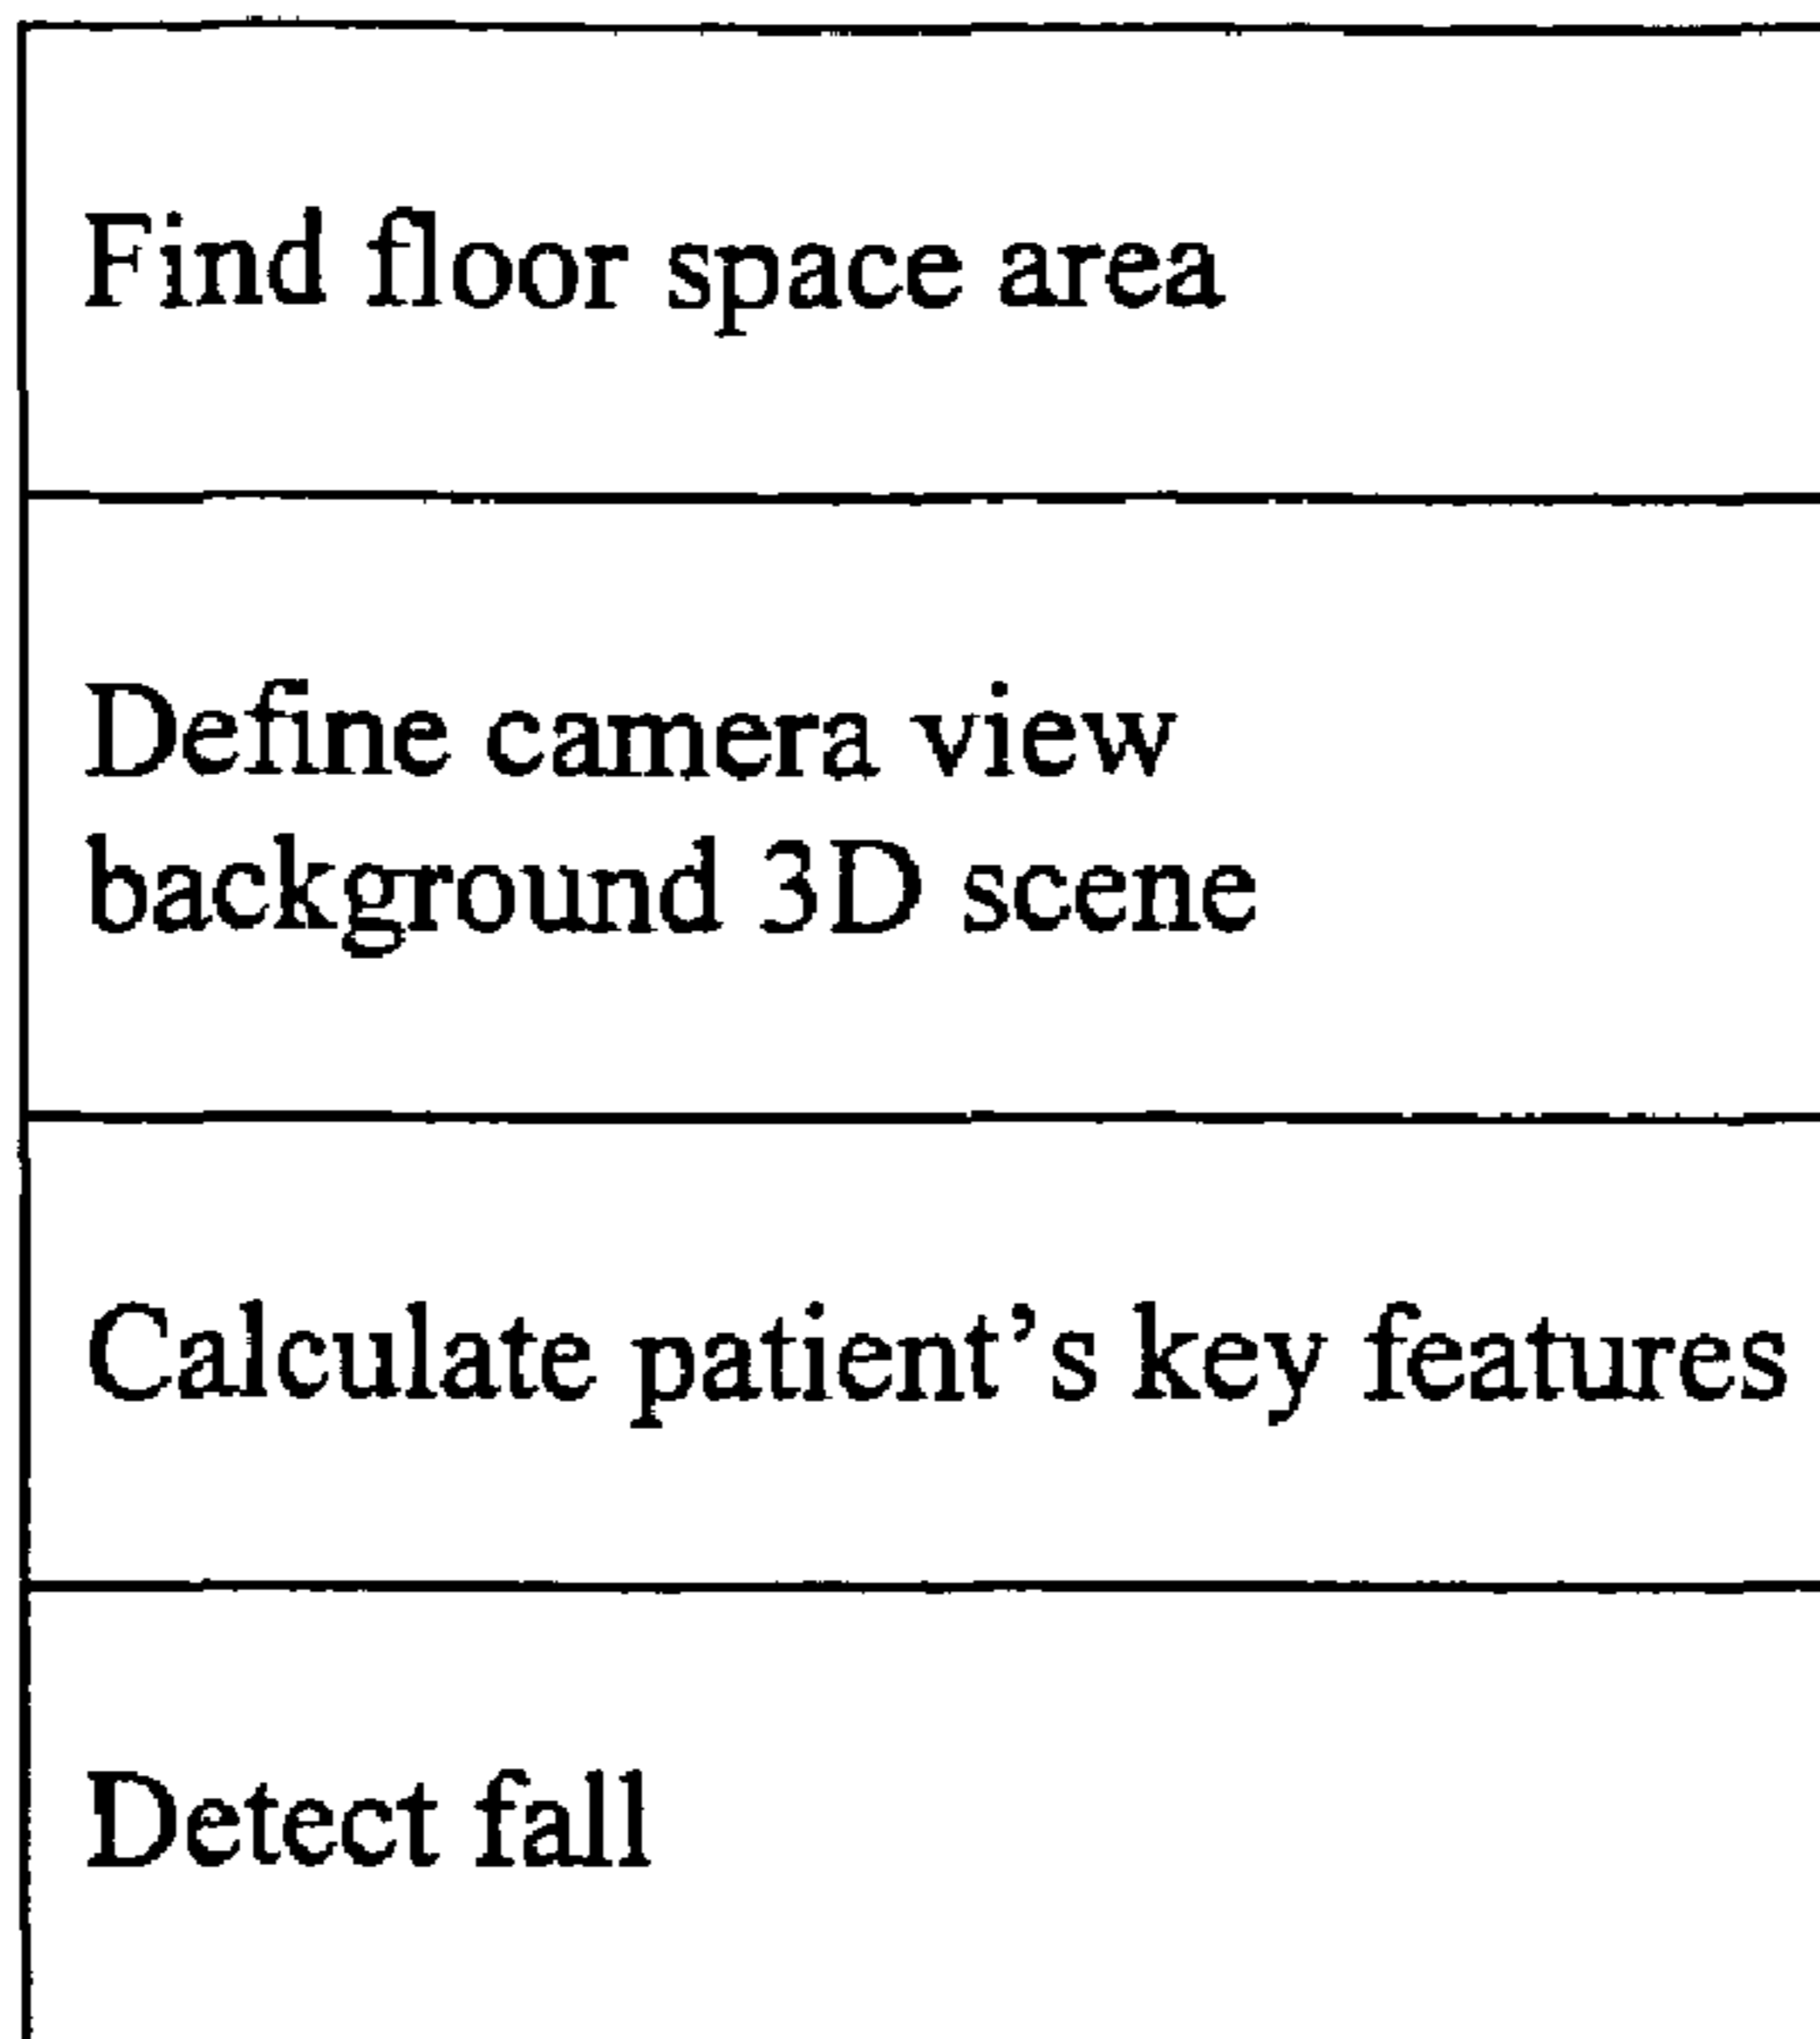 Find floor space area
Define camera view
background 3D scene
Calculate patient’s key features
Detect fall